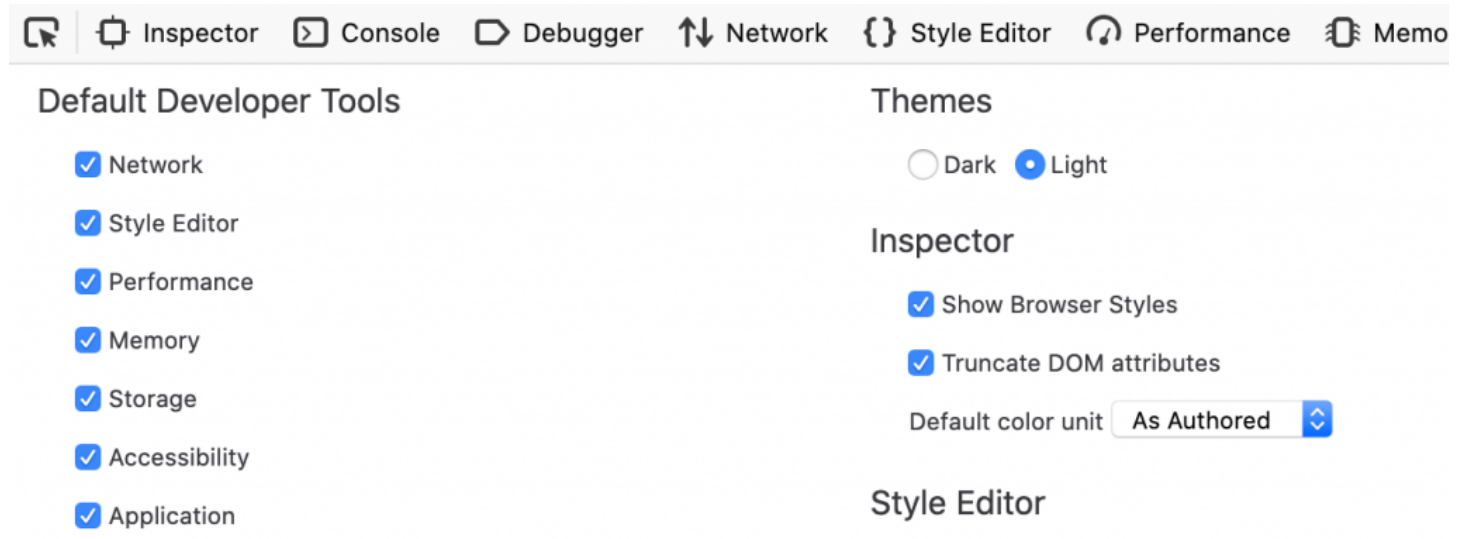 Inspector Console Debugger Network Style Editor Performance Memo
Default Developer Tools
Network
Style Editor
Performance
Memory
Storage
Accessibility
Application
Themes
Dark Light
Inspector
Show Browser Styles
Truncate DOM attributes
Default color unit As Authored
Style Editor